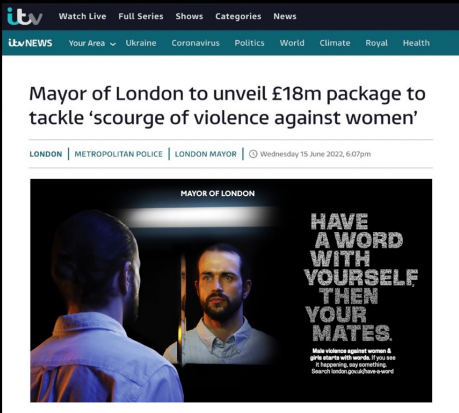 itv Watch Live Full Series Shows Categories News
itv NEWS Your Area Ukraine Coronavirus Politics World Climate Royal Health
Mayor of London to unveil £18m package to
tackle ‘scourge of violence against women’
LONDON METROPOLITAN POLICE LONDON MAYOR Wednesday 15 June 2022, 6:07pm
MAYOR OF LONDON
HAVE
A WORD
WITH
YOURSELF,
THEN
YOUR
MATES.
Male violence against women &
girls starts with words. If you see
it happening, say something.
Search london.gov.uk/have-a-word